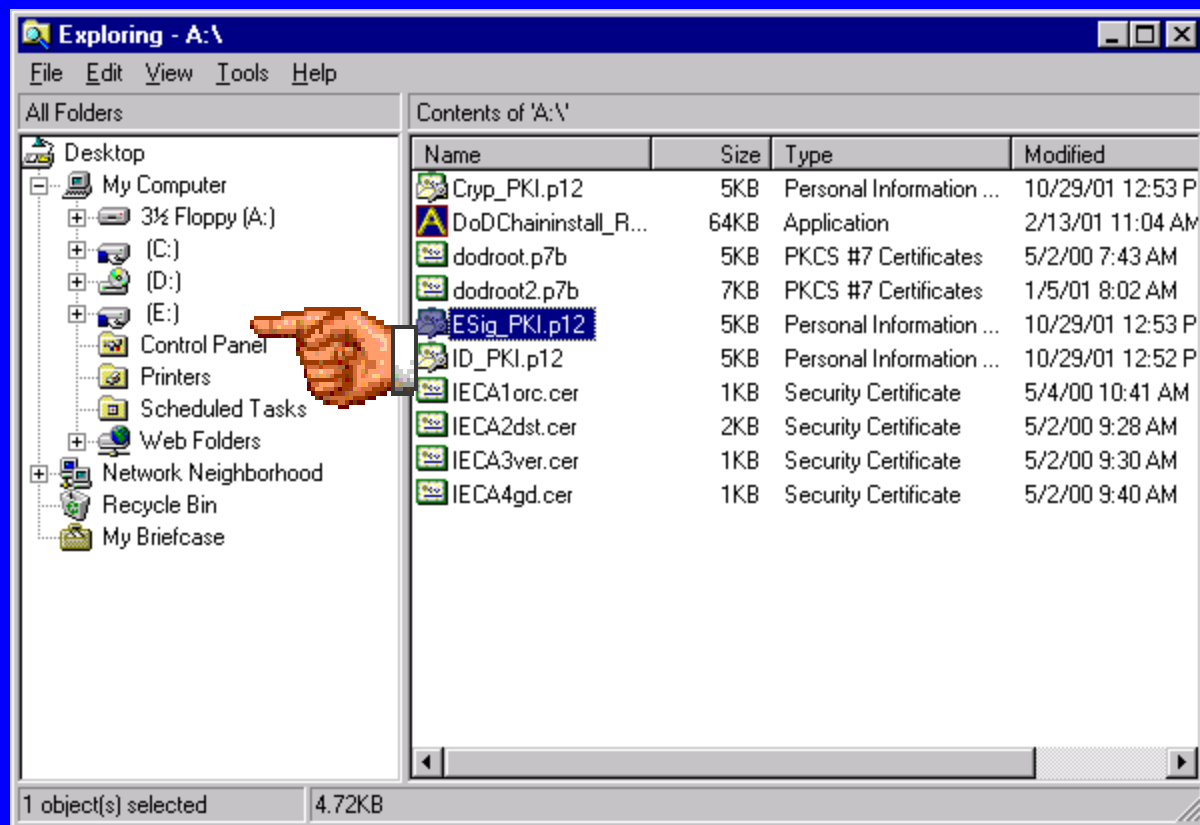 Exploring - A:\
File Edit View Tools Help
All Folders
Contents of 'A:\'
Desktop
My Computer
3½ Floppy (A:)
(C:)
(D:)
(E:)
Control Panel
Printers
Scheduled Tasks
Web Folders
Network Neighborhood
Recycle Bin
My Briefcase
Name Size Type Modified
Cryp_PKI.p12 5KB Personal Information ... 10/29/01 12:53 P
DoDChaininstall_R... 64KB Application 2/13/01 11:04 AM
dodroot.p7b 5KB PKCS #7 Certificates 5/2/00 7:43 AM
dodroot2.p7b 7KB PKCS #7 Certificates 1/5/01 8:02 AM
ESig_PKI.p12 5KB Personal Information ... 10/29/01 12:53 P
ID_PKI.p12 5KB Personal Information ... 10/29/01 12:52 P
IECA1orc.cer 1KB Security Certificate 5/4/00 10:41 AM
IECA2dst.cer 2KB Security Certificate 5/2/00 9:28 AM
IECA3ver.cer 1KB Security Certificate 5/2/00 9:30 AM
IECA4gd.cer 1KB Security Certificate 5/2/00 9:40 AM
1 object(s) selected 4.72KB